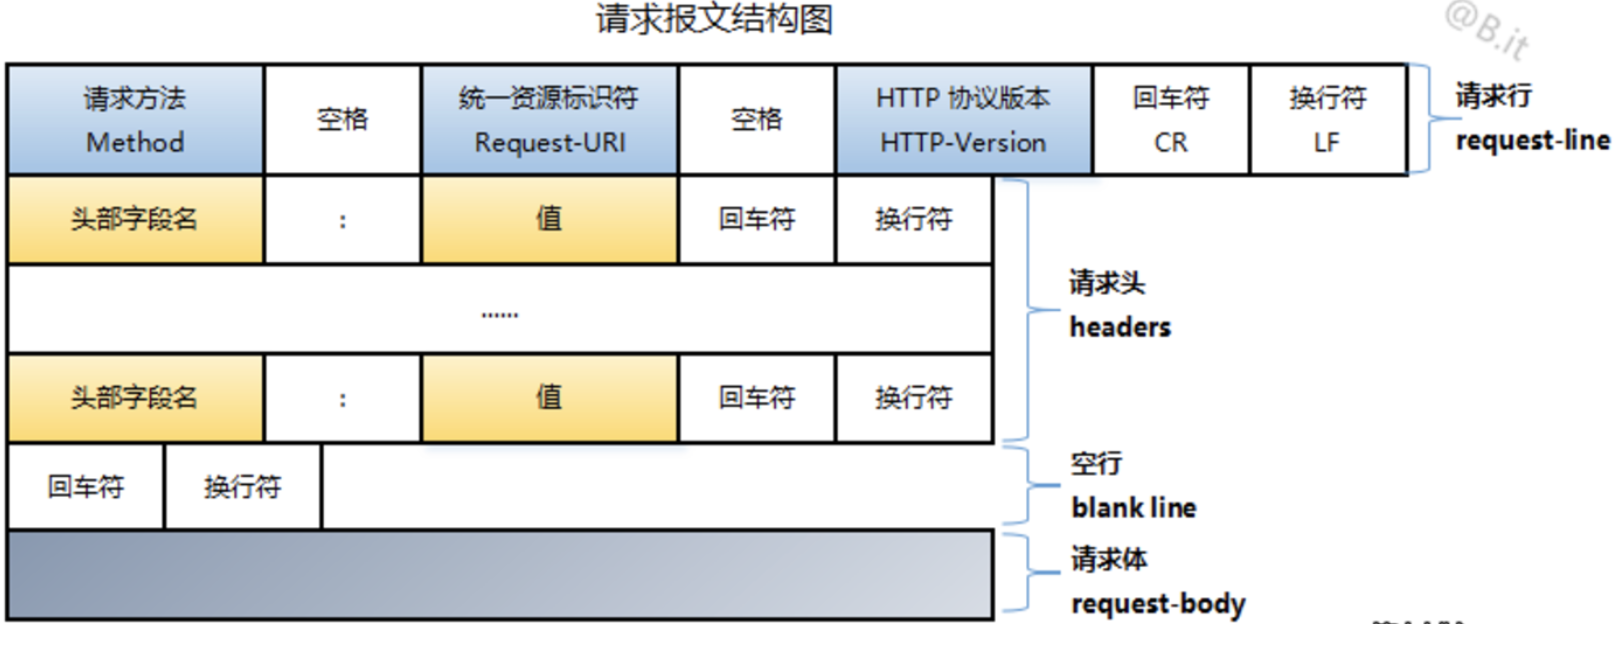 请求报文结构图
@B.it
请求方法
Method
空格
统一资源标识符
Request-URI
空格
HTTP 协议版本
HTTP-Version
回车符
CR
换行符
LF
请求行
request-line
头部字段名
:
值
回车符
换行符
......
请求头
headers
头部字段名
:
值
回车符
换行符
回车符
换行符
空行
blank line
请求体
request-body